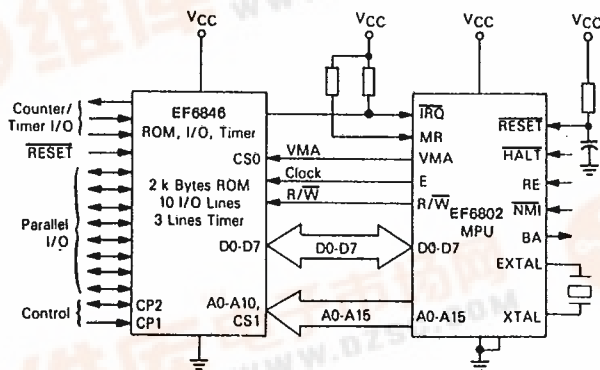 VCC
VCC
VCC
VCC
Counter/
Timer I/O
RESET
Parallel
I/O
Control
EF6846
ROM, I/O, Timer
CS0
2 k Bytes ROM
10 I/O Lines
3 Lines Timer
D0-D7
CP2
CP1
A0-A10,
CS1
VMA
Clock
R/W
D0-D7
A0-A15
IRQ
MR
VMA
E
R/W
EF6802
MPU
D0-D7
A0-A15
RESET
HALT
RE
NMI
BA
EXTAL
XTAL